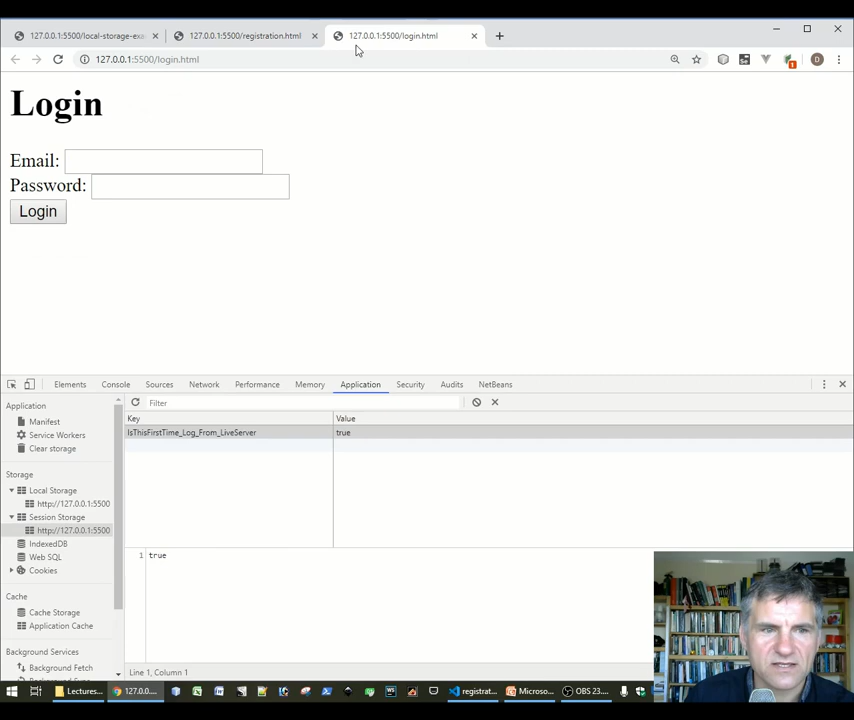 127.0.0.1:5500/local-storage-exa
127.0.0.1:5500/registration.html
127.0.0.1:5500/login.html
127.0.0.1:5500/login.html
D
Login
Email:
Password:
Login
Elements Console Sources Network Performance Memory Application Security Audits NetBeans
Application
Manifest
Service Workers
Clear storage
Storage
Local Storage
http://127.0.0.1:5500
Session Storage
http://127.0.0.1:5500
IndexedDB
Web SQL
Cookies
Cache
Cache Storage
Application Cache
Background Services
Background Fetch
Filter
Key Value
IsThisFirstTime_Log_From_LiveServer true
1 true
Line 1, Column 1
Lectures... 127.0.0.... registrat... Microso... OBS 23....